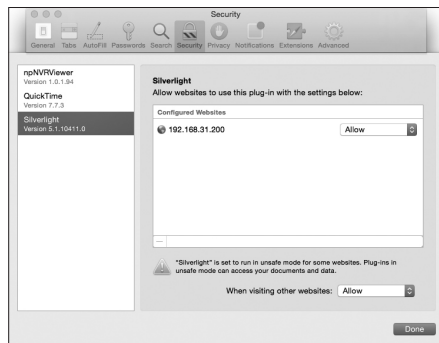 Security
General Tabs AutoFill Passwords Search Security Privacy Notifications Extensions Advanced
npNVRViewer
Version 1.0.1.94
QuickTime
Version 7.7.3
Silverlight
Version 5.1.10411.0
Silverlight
Allow websites to use this plug-in with the settings below:
Configured Websites
192.168.31.200 Allow
"Silverlight" is set to run in unsafe mode for some websites. Plug-ins in
unsafe mode can access your documents and data.
When visiting other websites: Allow
Done